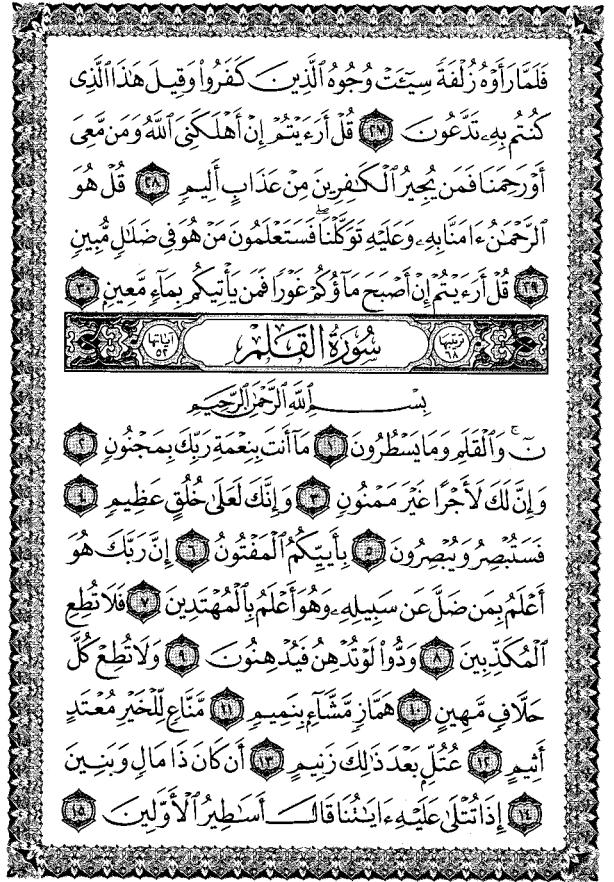 فَلَمَّا رَأَوْهُ زُلْفَةً سِيٓـَٔتْ وُجُوهُ ٱلَّذِينَ كَفَرُوا۟ وَقِيلَ هَٰذَا ٱلَّذِى
كُنتُم بِهِۦ تَدَّعُونَ ٢٧ قُلْ أَرَءَيْتُمْ إِنْ أَهْلَكَنِىَ ٱللَّهُ وَمَن مَّعِىَ
أَوْ رَحِمَنَا فَمَن يُجِيرُ ٱلْكَٰفِرِينَ مِنْ عَذَابٍ أَلِيمٍ ٢٨ قُلْ هُوَ
ٱلرَّحْمَٰنُ ءَامَنَّا بِهِۦ وَعَلَيْهِ تَوَكَّلْنَا ۖ فَسَتَعْلَمُونَ مَنْ هُوَ فِى ضَلَٰلٍ مُّبِينٍ
٢٩ قُلْ أَرَءَيْتُمْ إِنْ أَصْبَحَ مَآؤُكُمْ غَوْرًا فَمَن يَأْتِيكُم بِمَآءٍ مَّعِينٍۭ ٣٠
ترتيبها ٦٨ سُورَةُ القَلَمِ آياتها ٥٢
بِسْمِ ٱللَّهِ ٱلرَّحْمَٰنِ ٱلرَّحِيمِ
نٓ ۚ وَٱلْقَلَمِ وَمَا يَسْطُرُونَ ١ مَآ أَنتَ بِنِعْمَةِ رَبِّكَ بِمَجْنُونٍ ٢
وَإِنَّ لَكَ لَأَجْرًا غَيْرَ مَمْنُونٍ ٣ وَإِنَّكَ لَعَلَىٰ خُلُقٍ عَظِيمٍ ٤
فَسَتُبْصِرُ وَيُبْصِرُونَ ٥ بِأَييِّكُمُ ٱلْمَفْتُونُ ٦ إِنَّ رَبَّكَ هُوَ
أَعْلَمُ بِمَن ضَلَّ عَن سَبِيلِهِۦ وَهُوَ أَعْلَمُ بِٱلْمُهْتَدِينَ ٧ فَلَا تُطِعِ
ٱلْمُكَذِّبِينَ ٨ وَدُّوا۟ لَوْ تُدْهِنُ فَيُدْهِنُونَ ٩ وَلَا تُطِعْ كُلَّ
حَلَّافٍ مَّهِينٍ ١٠ هَمَّازٍ مَّشَّآءٍۭ بِنَمِيمٍ ١١ مَّنَّاعٍ لِّلْخَيْرِ مُعْتَدٍ
أَثِيمٍ ١٢ عُتُلٍّۭ بَعْدَ ذَٰلِكَ زَنِيمٍ ١٣ أَن كَانَ ذَا مَالٍ وَبَنِينَ
١٤ إِذَا تُتْلَىٰ عَلَيْهِ ءَايَٰتُنَا قَالَ أَسَٰطِيرُ ٱلْأَوَّلِينَ ١٥